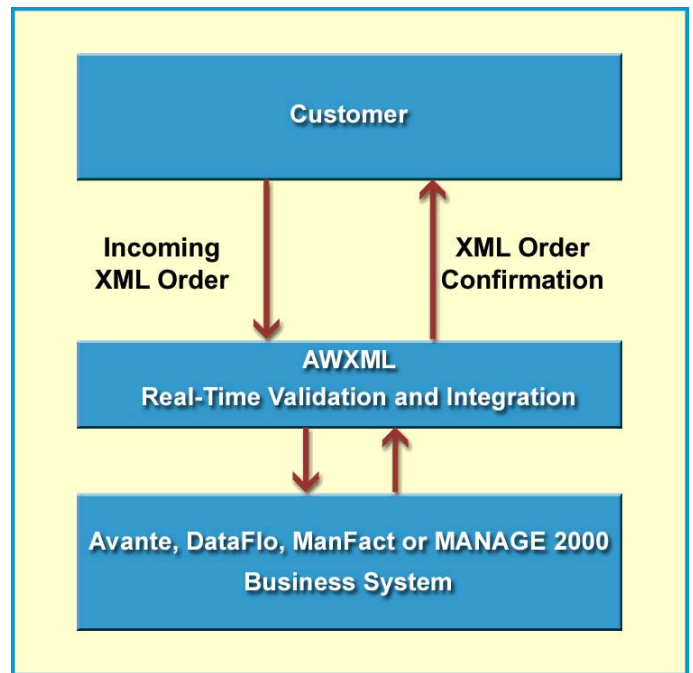 Customer
Incoming
XML Order
XML Order
Confirmation
AWXML
Real-Time Validation and Integration
Avante, DataFlo, ManFact or MANAGE 2000
Business System